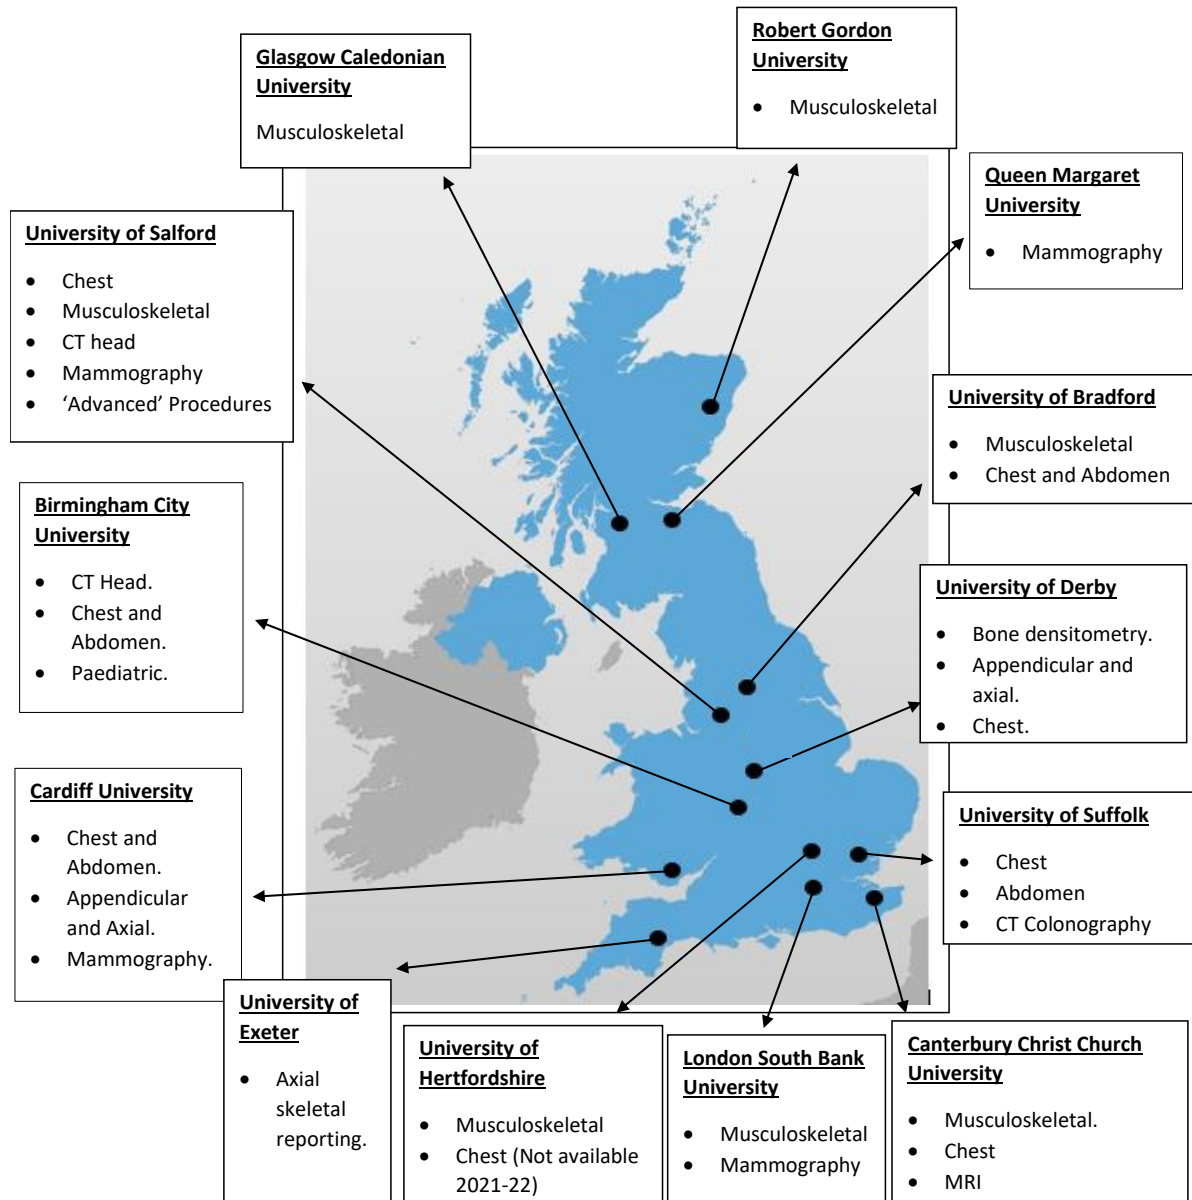 Glasgow Caledonian
University
Musculoskeletal
Robert Gordon
University
• Musculoskeletal
Queen Margaret
University
• Mammography
University of Salford
• Chest
• Musculoskeletal
• CT head
• Mammography
• ‘Advanced’ Procedures
University of Bradford
• Musculoskeletal
• Chest and Abdomen
Birmingham City
University
• CT Head.
• Chest and
Abdomen.
• Paediatric.
University of Derby
• Bone densitometry.
• Appendicular and
axial.
• Chest.
Cardiff University
• Chest and
Abdomen.
• Appendicular
and Axial.
• Mammography.
University of Suffolk
• Chest
• Abdomen
• CT Colonography
University of
Exeter
• Axial
skeletal
reporting.
University of
Hertfordshire
• Musculoskeletal
• Chest (Not available
2021-22)
London South Bank
University
• Musculoskeletal
• Mammography
Canterbury Christ Church
University
• Musculoskeletal.
• Chest
• MRI